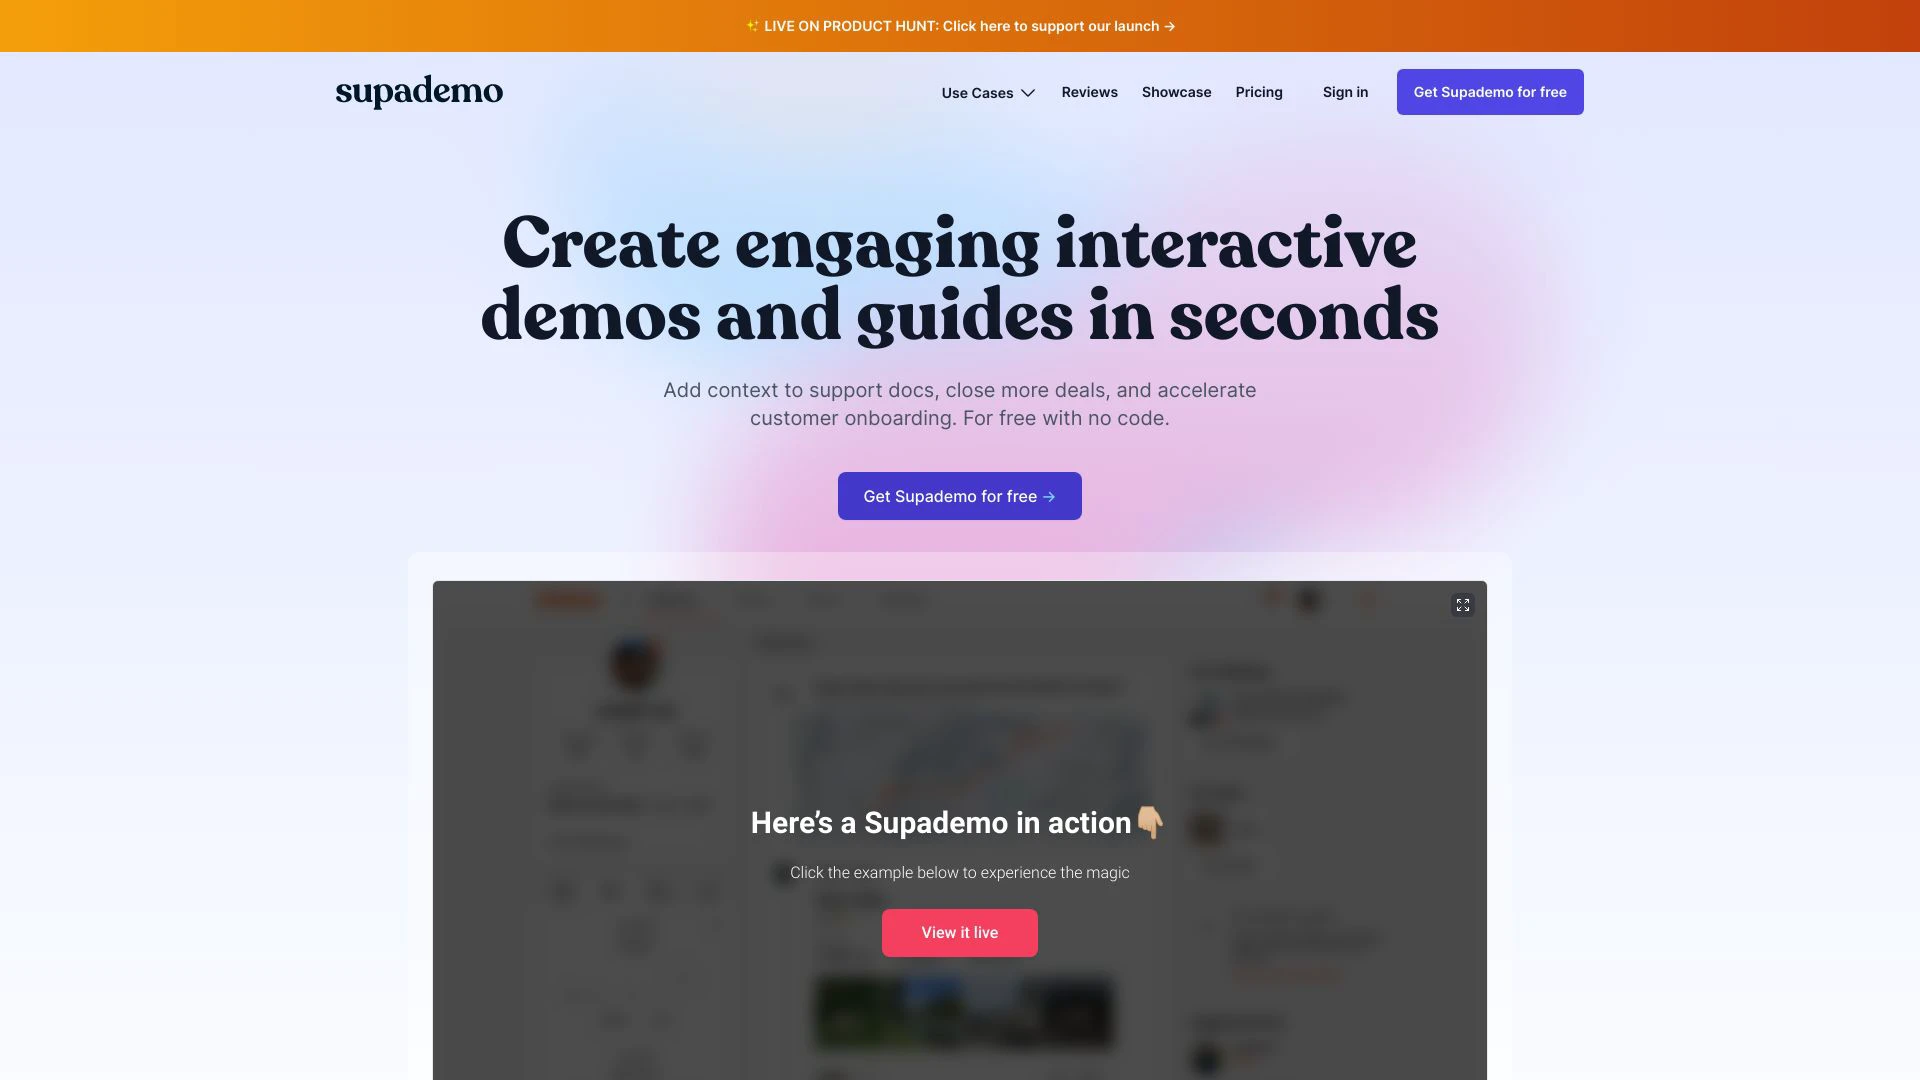 ✨ LIVE ON PRODUCT HUNT: Click here to support our launch →
supademo
Use Cases Reviews Showcase Pricing Sign in Get Supademo for free
Create engaging interactive
demos and guides in seconds
Add context to support docs, close more deals, and accelerate
customer onboarding. For free with no code.
Get Supademo for free →
Here’s a Supademo in action👇🏼
Click the example below to experience the magic
View it live